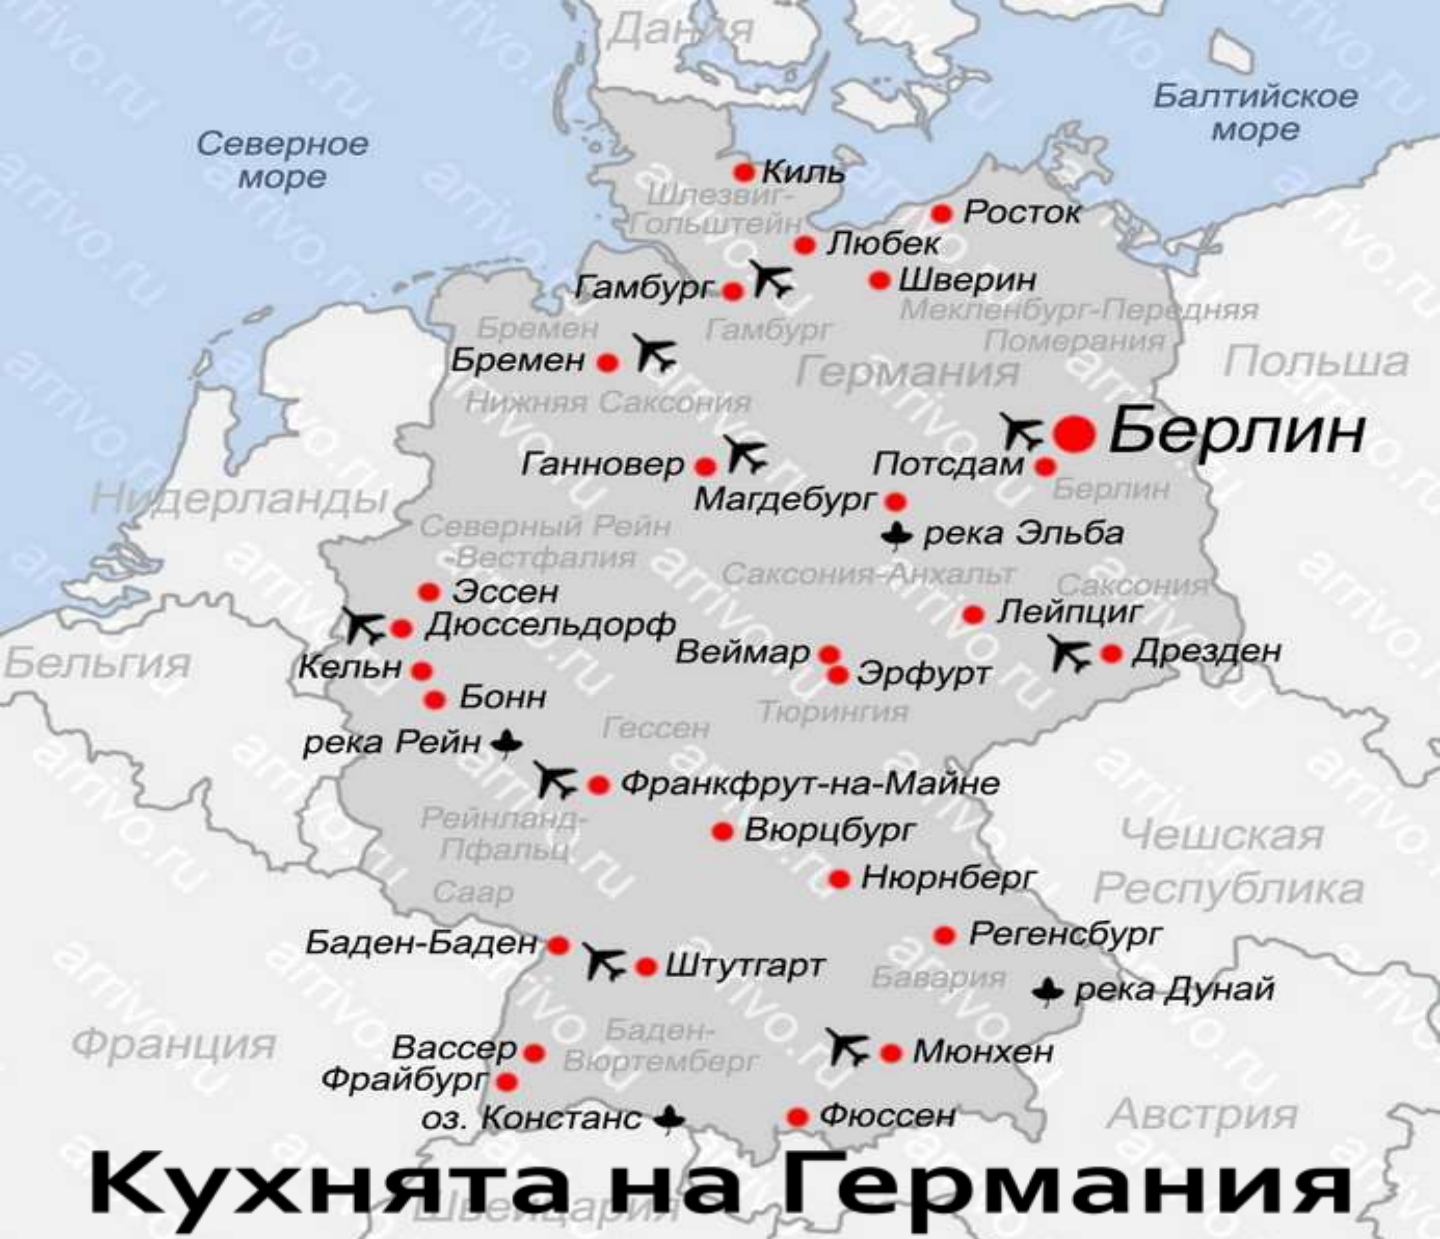 Дания
Балтийское
море
Северное
море
Киль
Шлезвиг-
Гольштейн
Росток
Любек
Шверин
Гамбург
Мекленбург-Передняя
Померания
Бремен
Гамбург
Бремен
Германия
Польша
Нижняя Саксония
Берлин
Ганновер
Потсдам
Берлин
Магдебург
Нидерланды
река Эльба
Северный Рейн
-Вестфалия
Саксония-Анхальт
Саксония
Эссен
Лейпциг
Дюссельдорф
Веймар
Дрезден
Бельгия
Кельн
Эрфурт
Бонн
Тюрингия
Гессен
река Рейн
Франкфрут-на-Майне
Рейнланд-
Пфальц
Вюрцбург
Чешская
Республика
Нюрнберг
Саар
Баден-Баден
Регенсбург
Штутгарт
Бавария
река Дунай
Франция
Баден-
Вюртемберг
Вассер
Мюнхен
Фрайбург
оз. Констанс
Фюссен
Австрия
Кухнята на Германия
Швейцария
arrivo.ru